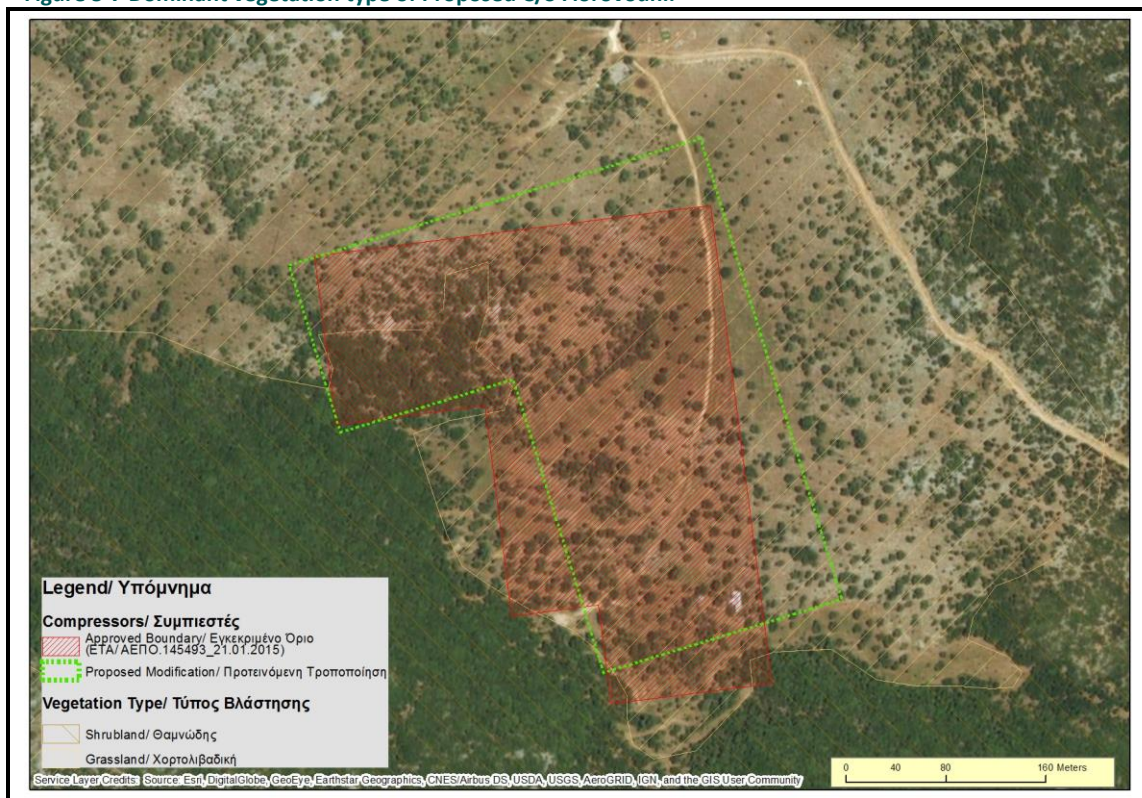 Legend/ Υπόμνημα
Compressors/ Συμπιεστές
Approved Boundary/ Εγκεκριμένο Όριο
(ETA/ ΑΕΠΟ.145493_21.01.2015)
Proposed Modification/ Προτεινόμενη Τροποποίηση
Vegetation Type/ Τύπος Βλάστησης
Shrubland/ Θαμνώδης
Grassland/ Χορτολιβαδική
Service Layer Credits: Source: Esri, DigitalGlobe, GeoEye, Earthstar Geographics, CNES/Airbus DS, USDA, USGS, AeroGRID, IGN, and the GIS User Community
0 40 80 160 Meters